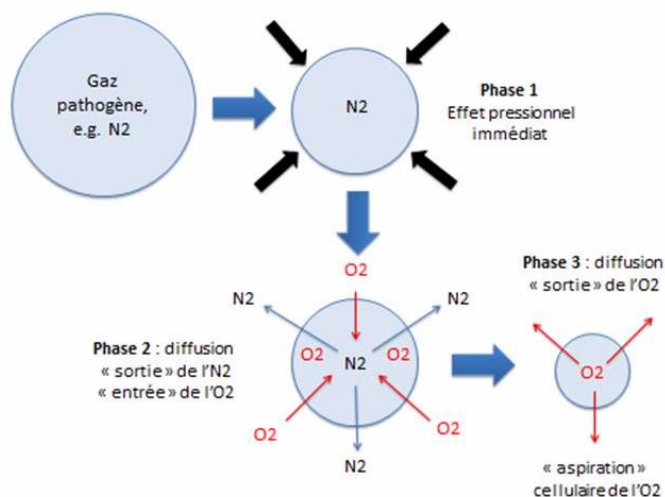 Gaz
pathogène,
e.g. N2
N2
Phase 1
Effet pressionnel
immédiat
O2
N2
N2
Phase 2 : diffusion
« sortie » de l'N2
« entrée » de l'O2
O2
N2
O2
O2
O2
N2
Phase 3 : diffusion
« sortie » de l'O2
O2
« aspiration »
cellulaire de l'O2